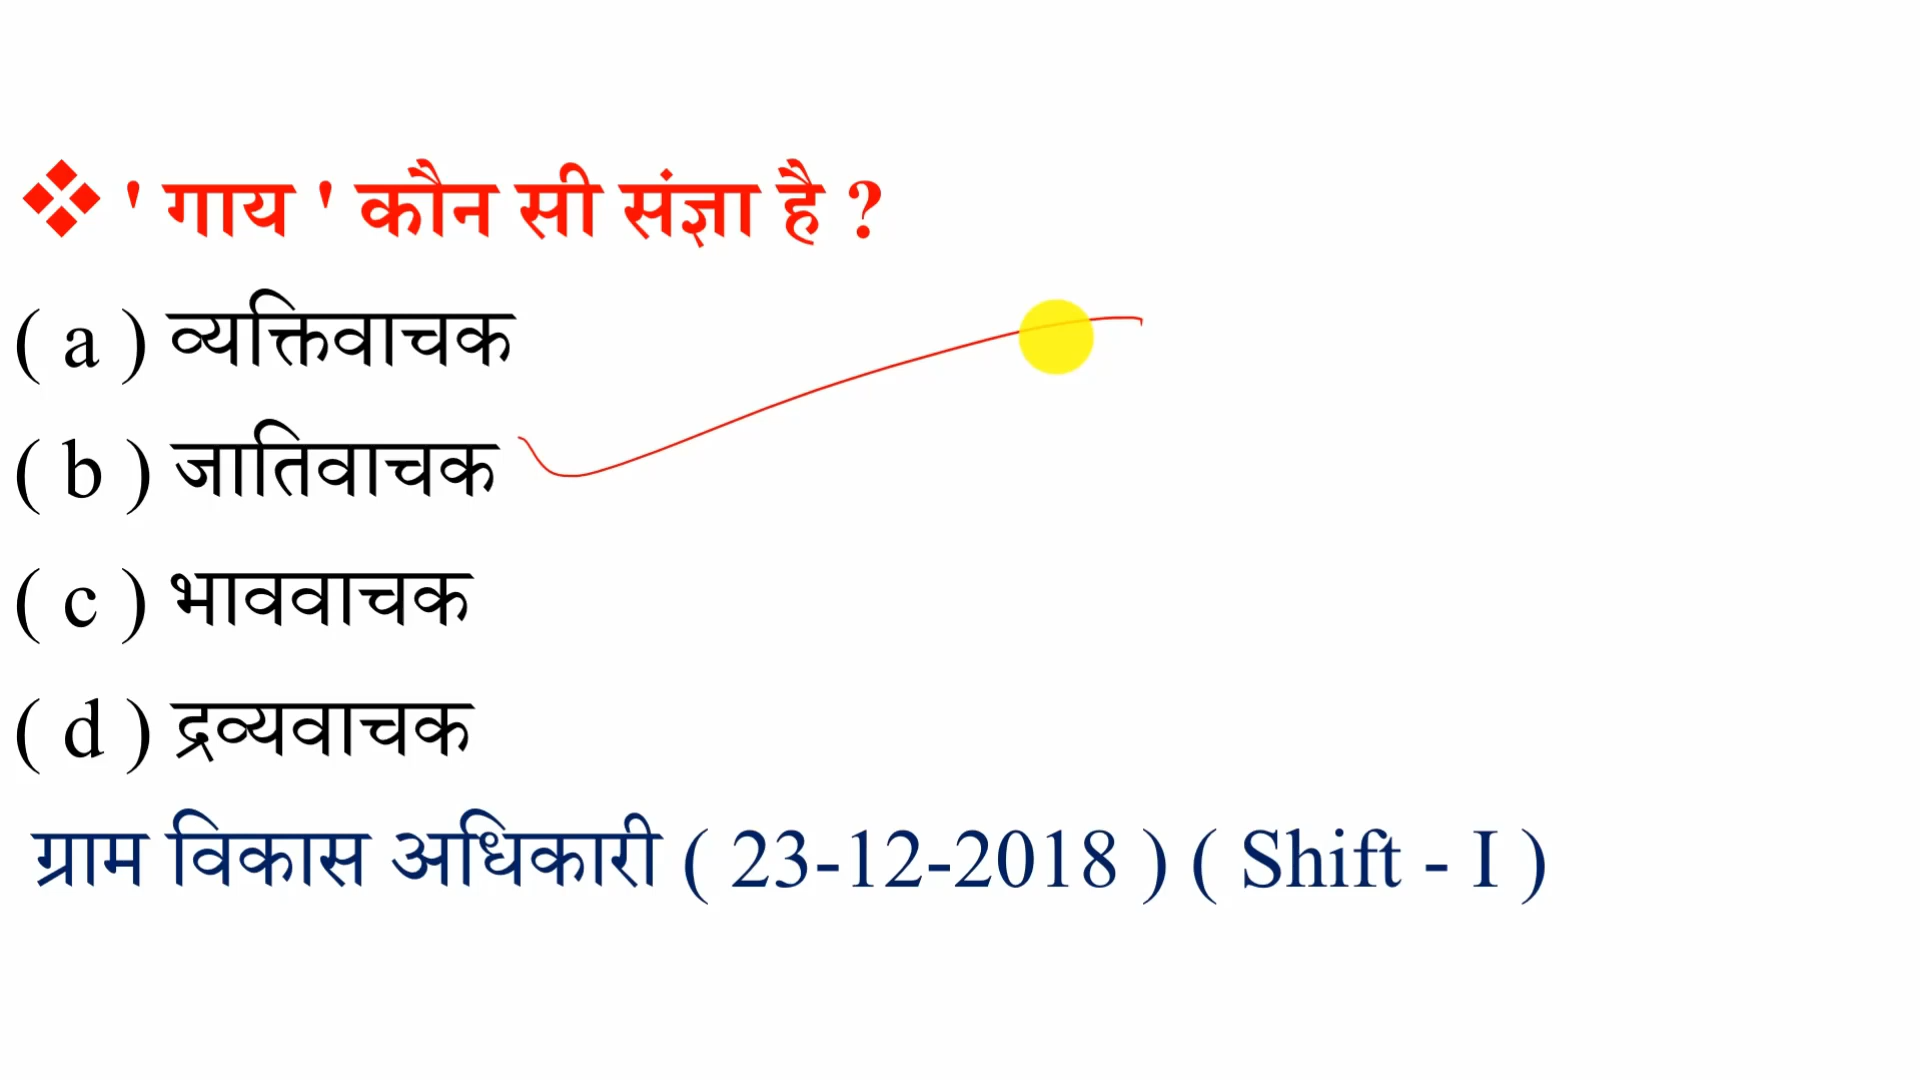 ❖ ' गाय ' कौन सी संज्ञा है ?
( a ) व्यक्तिवाचक
( b ) जातिवाचक
( c ) भाववाचक
( d ) द्रव्यवाचक
ग्राम विकास अधिकारी ( 23-12-2018 ) ( Shift - I )